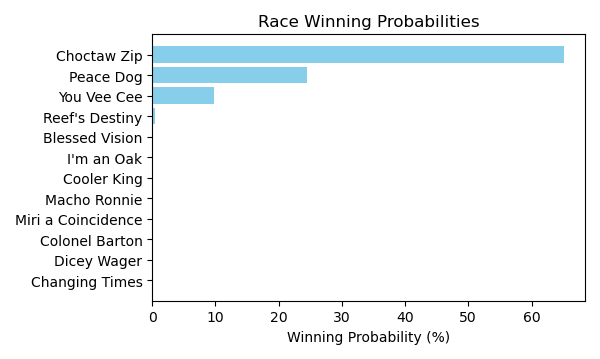 Race Winning Probabilities
Choctaw Zip
Peace Dog
You Vee Cee
Reef's Destiny
Blessed Vision
I'm an Oak
Cooler King
Macho Ronnie
Miri a Coincidence
Colonel Barton
Dicey Wager
Changing Times
0 10 20 30 40 50 60
Winning Probability (%)